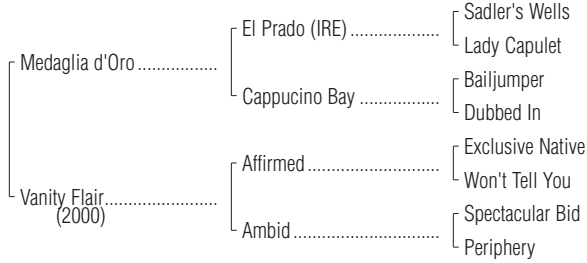 Sadler's Wells
El Prado (IRE) ....................
Lady Capulet
Medaglia d'Oro ..................
Bailjumper
Cappucino Bay ..................
Dubbed In
Exclusive Native
Affirmed ..............................
Won't Tell You
Vanity Flair.........................
(2000)
Spectacular Bid
Ambid .................................
Periphery